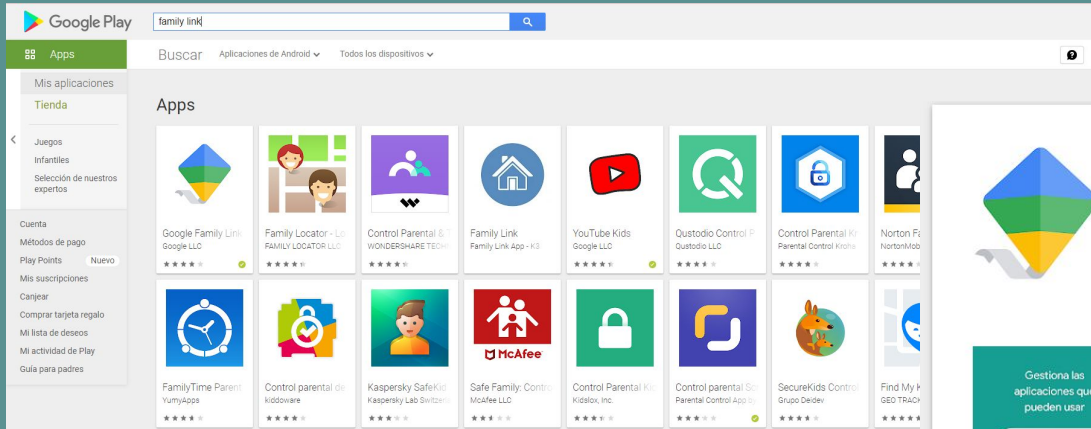 Google Play
family link
Apps
Buscar
Aplicaciones de Android
Todos los dispositivos
Mis aplicaciones
Tienda
Juegos
Infantiles
Selección de nuestros
expertos
Cuenta
Métodos de pago
Play Points
Nuevo
Mis suscripciones
Canjear
Comprar tarjeta regalo
Mi lista de deseos
Mi actividad de Play
Guía para padres
Apps
Google Family Link
Google LLC
Family Locator - Lo
FAMILY LOCATOR LLC
Control Parental &
WONDERSHARE TECH
Family Link
Family Link App - KS
YouTube Kids
Google LLC
Qustodio Control P
Qustodio LLC
Control Parental Kr
Parental Control Kroha
Norton Fa
NortonMob
McAfee
FamilyTime Parent
YumyApps
Control parental de
kiddoware
Kaspersky SafeKid
Kaspersky Lab Switzerl
Safe Family: Contro
McAfee LLC
Control Parental Ki
Kidslox, Inc.
Control parental Sc
Parental Control App by
SecureKids Control
Grupo Deidev
Find My K
GEO TRACK
Gestiona las
aplicaciones que
pueden usar